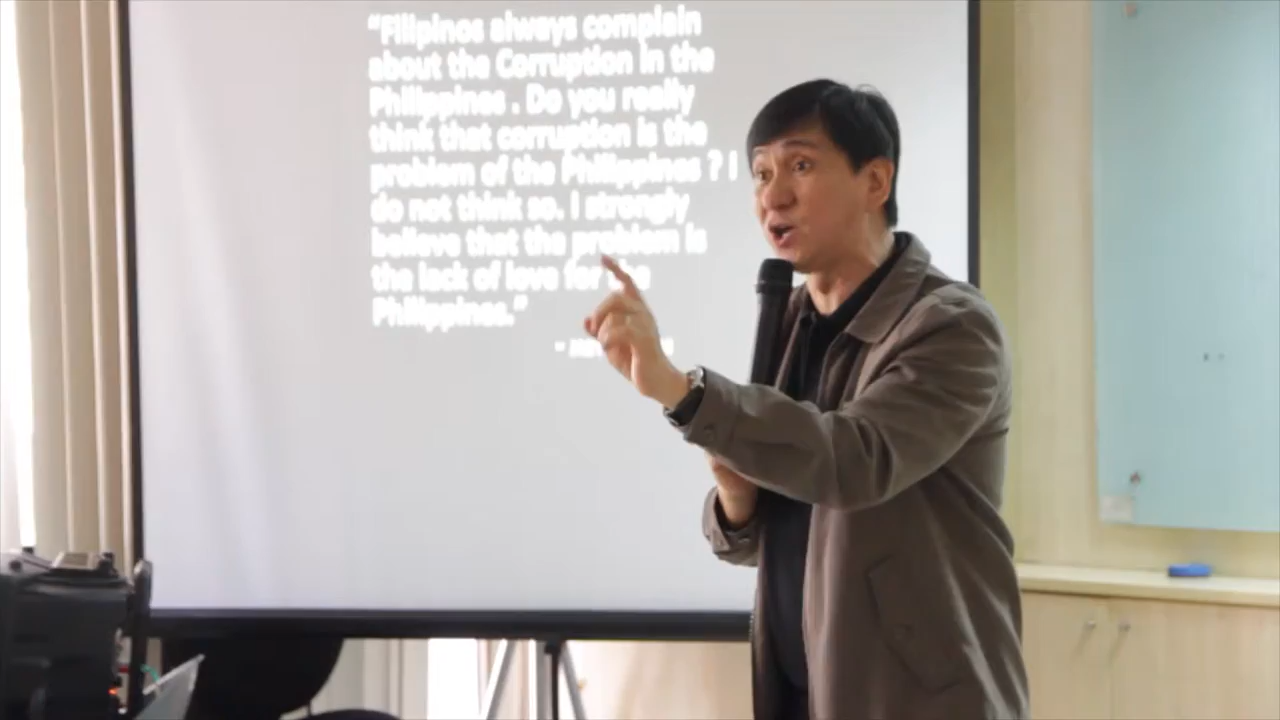 “Filipinos always complain
about the Corruption in the
Philippines . Do you really
think that corruption is the
problem of the Philippines ? I
do not think so. I strongly
believe that the problem is
the lack of love for the
Philippines.”
-